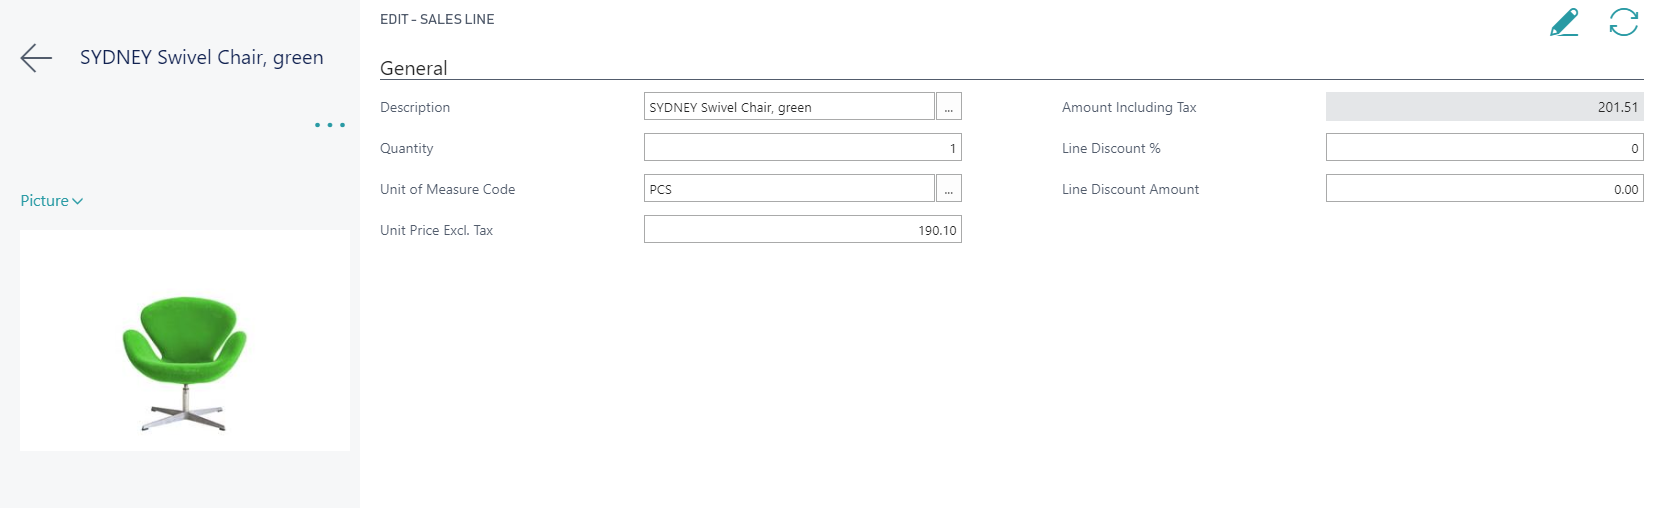 SYDNEY Swivel Chair, green
...
Picture
EDIT - SALES LINE
General
Description
SYDNEY Swivel Chair, green
...
Quantity
1
Unit of Measure Code
PCS
...
Unit Price Excl. Tax
190.10
Amount Including Tax
201.51
Line Discount %
0
Line Discount Amount
0.00